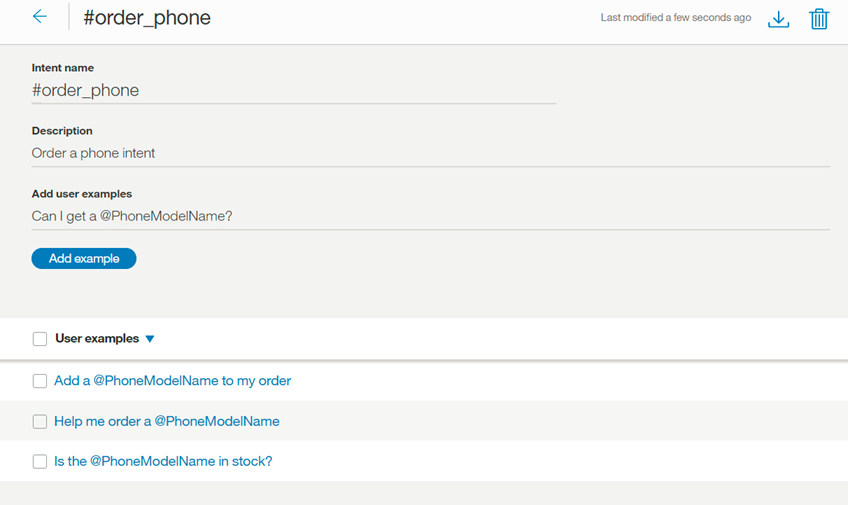 #order_phone
Last modified a few seconds ago
Intent name
#order_phone
Description
Order a phone intent
Add user examples
Can I get a @PhoneModelName?
Add example
User examples
Add a @PhoneModelName to my order
Help me order a @PhoneModelName
Is the @PhoneModelName in stock?